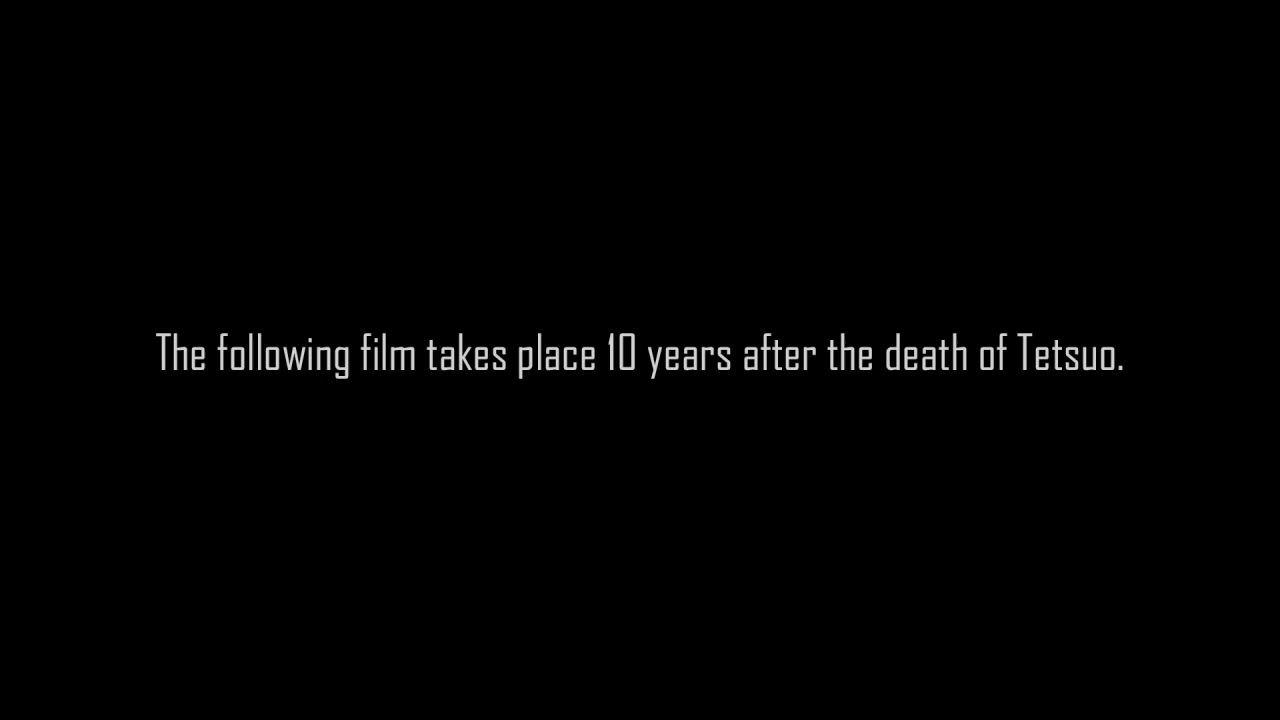 The following film takes place 10 years after the death of Tetsuo.